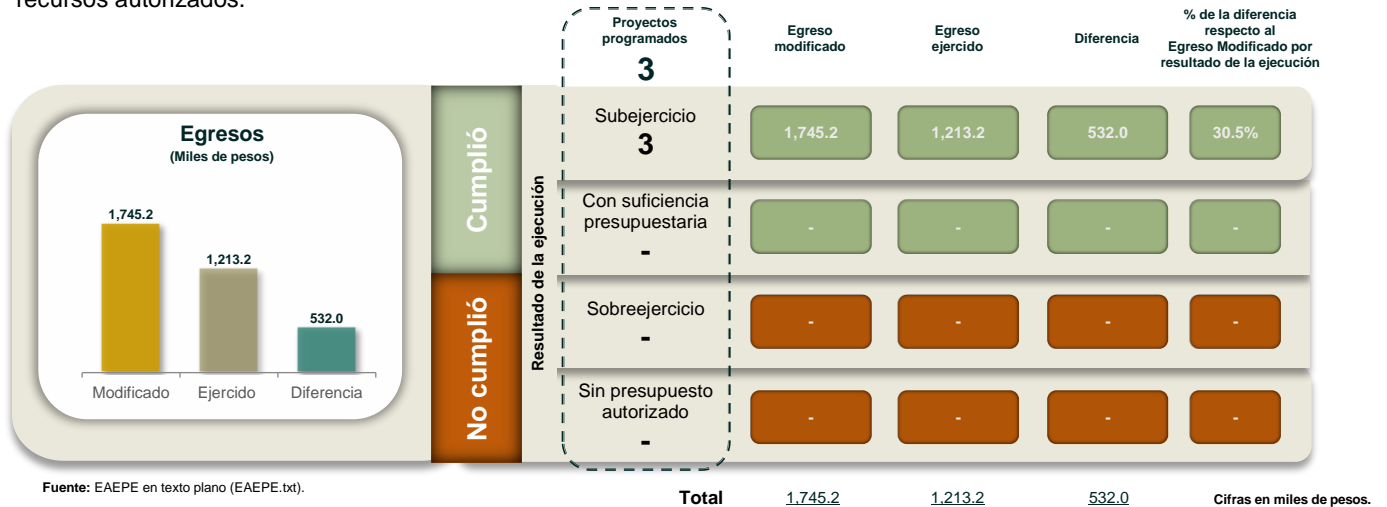 recursos autorizados.
Proyectos
programados
3
Egreso
modificado
Egreso
ejercido
Diferencia
% de la diferencia
respecto al
Egreso Modificado por
resultado de la ejecución
Egresos
(Miles de pesos)
1,745.2
1,213.2
532.0
Modificado
Ejercido
Diferencia
Cumplió
No cumplió
Resultado de la ejecución
Subejercicio
3
1,745.2
1,213.2
532.0
30.5%
Con suficiencia
presupuestaria
-
-
-
-
-
Sobreejercicio
-
-
-
-
-
Sin presupuesto
autorizado
-
-
-
-
-
Fuente: EAEPE en texto plano (EAEPE.txt).
Total
1,745.2
1,213.2
532.0
Cifras en miles de pesos.